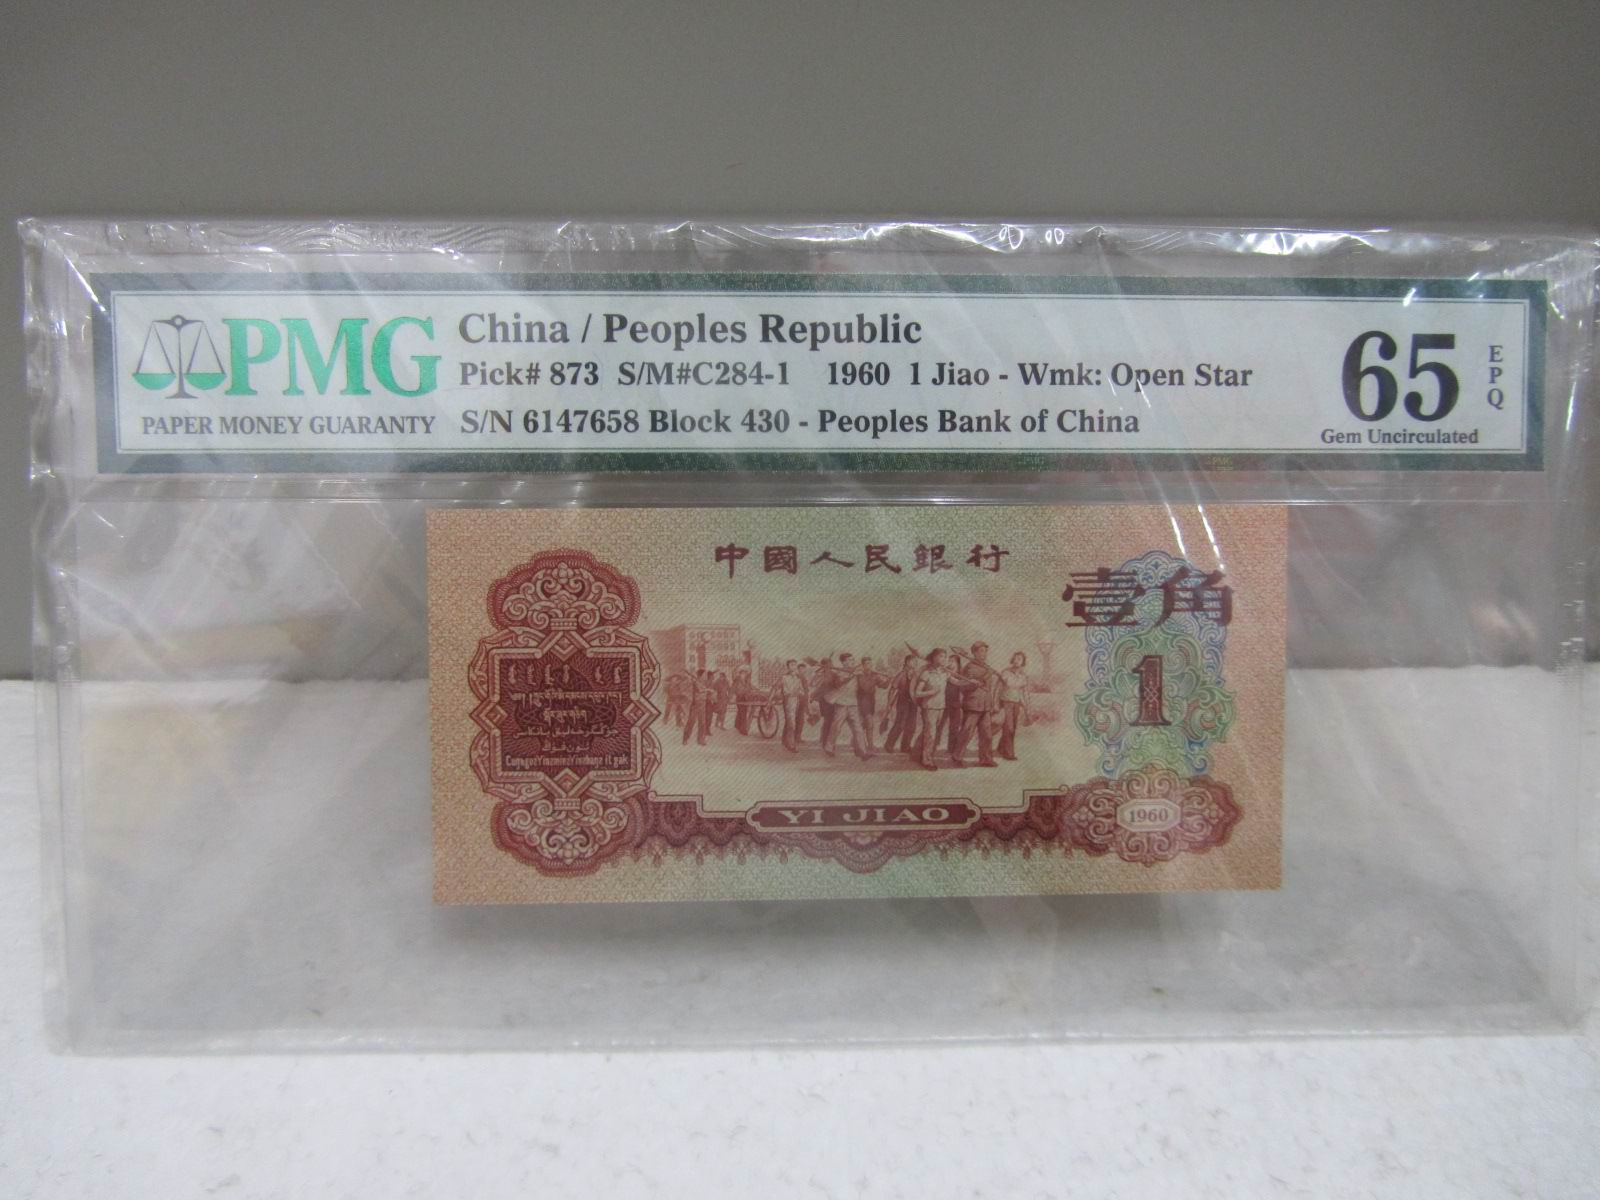 PMG
PAPER MONEY GUARANTY
China / Peoples Republic
Pick# 873 S/M#C284-1 1960 1 Jiao - Wmk: Open Star
S/N 6147658 Block 430 - Peoples Bank of China
65
EPQ
Gem Uncirculated
中國人民銀行
壹角
1
YI JIAO
1960